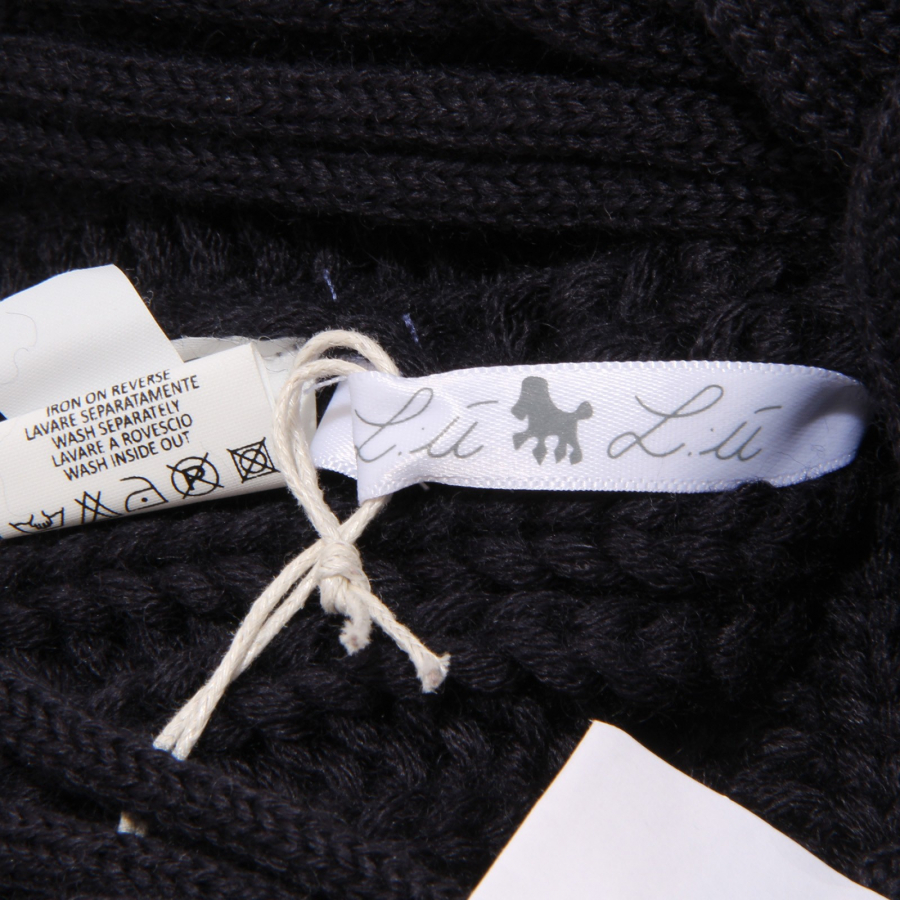 IRON ON REVERSE
LAVARE SEPARATAMENTE
WASH SEPARATELY
LAVARE A ROVESCIO
WASH INSIDE OUT
P
L.ū L.ū